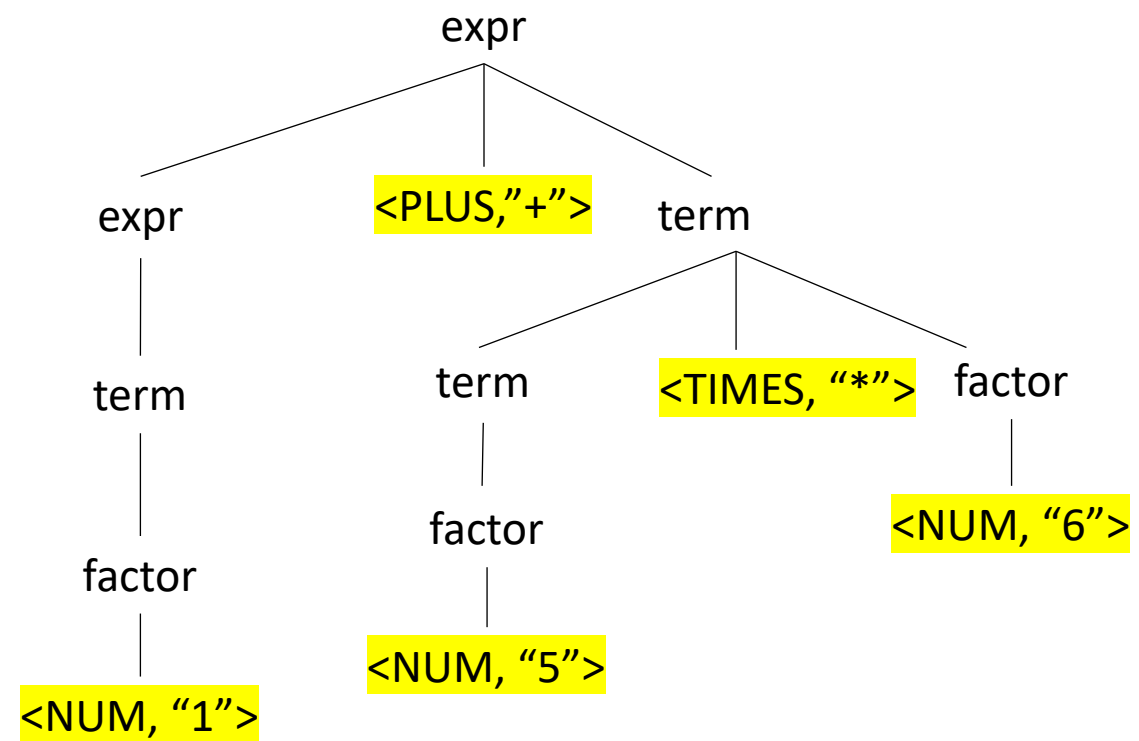 expr
expr
<PLUS,”+”>
term
term
term
<TIMES, “*”>
factor
factor
factor
<NUM, “6”>
<NUM, “5”>
<NUM, “1”>